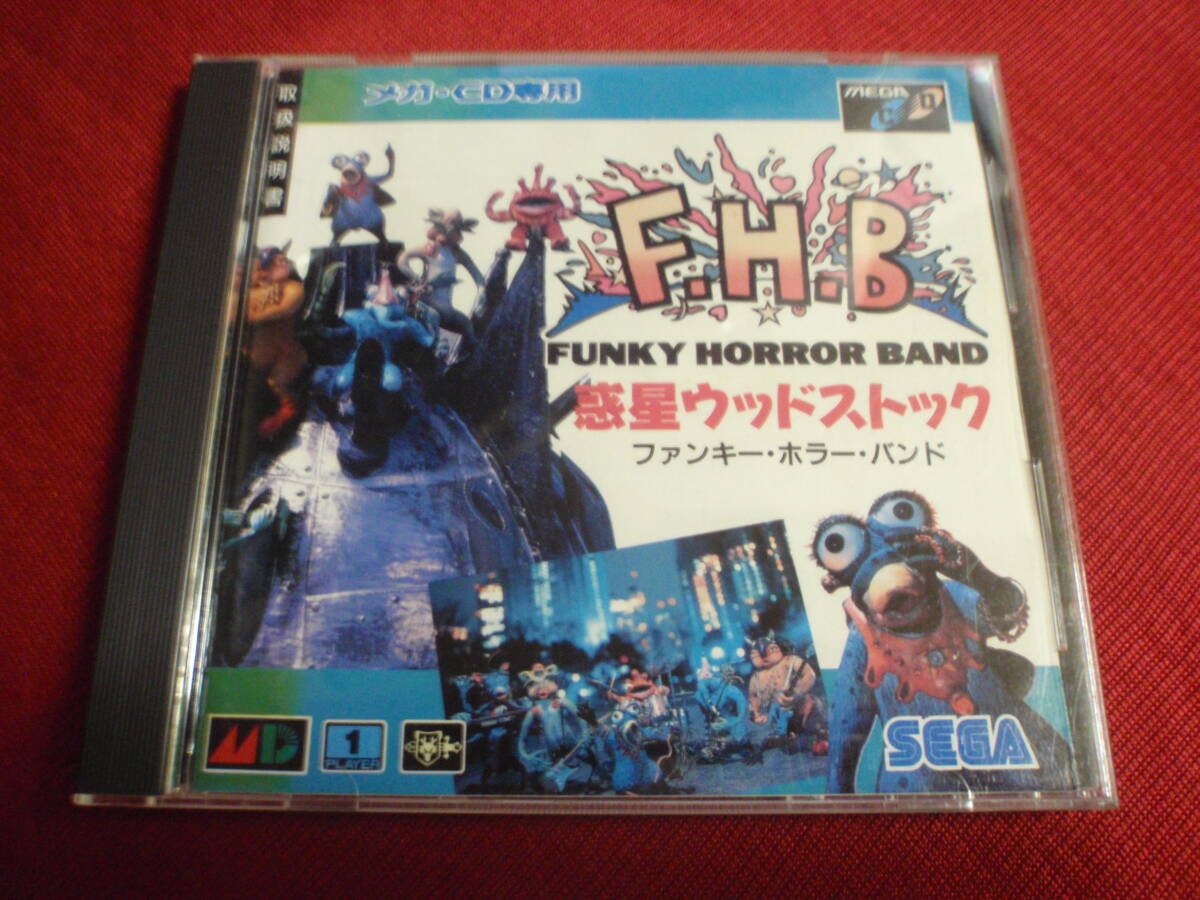 取扱説明書
メガ・CD専用
MEGA
CD
F.H.B
FUNKY HORROR BAND
惑星ウッドストック
ファンキー・ホラー・バンド
MD
1
PLAYER
SEGA